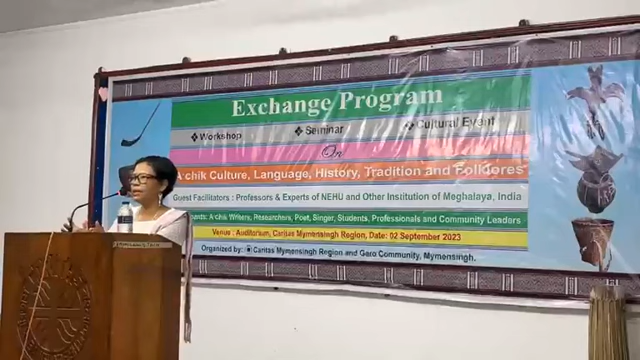 Exchange Program
❖ Workshop ❖ Seminar ❖ Cultural Event
On
A·chik Culture, Language, History, Tradition and Folklores
Guest Facilitators : Professors & Experts of NEHU and Other Institution of Meghalaya, India
A·chik Writers, Researchers, Poet, Singer, Students, Professionals and Community Leaders
Venue : Auditorium, Caritas Mymensingh Region, Date: 02 September 2023
Organized by: Caritas Mymensingh Region and Garo Community, Mymensingh.